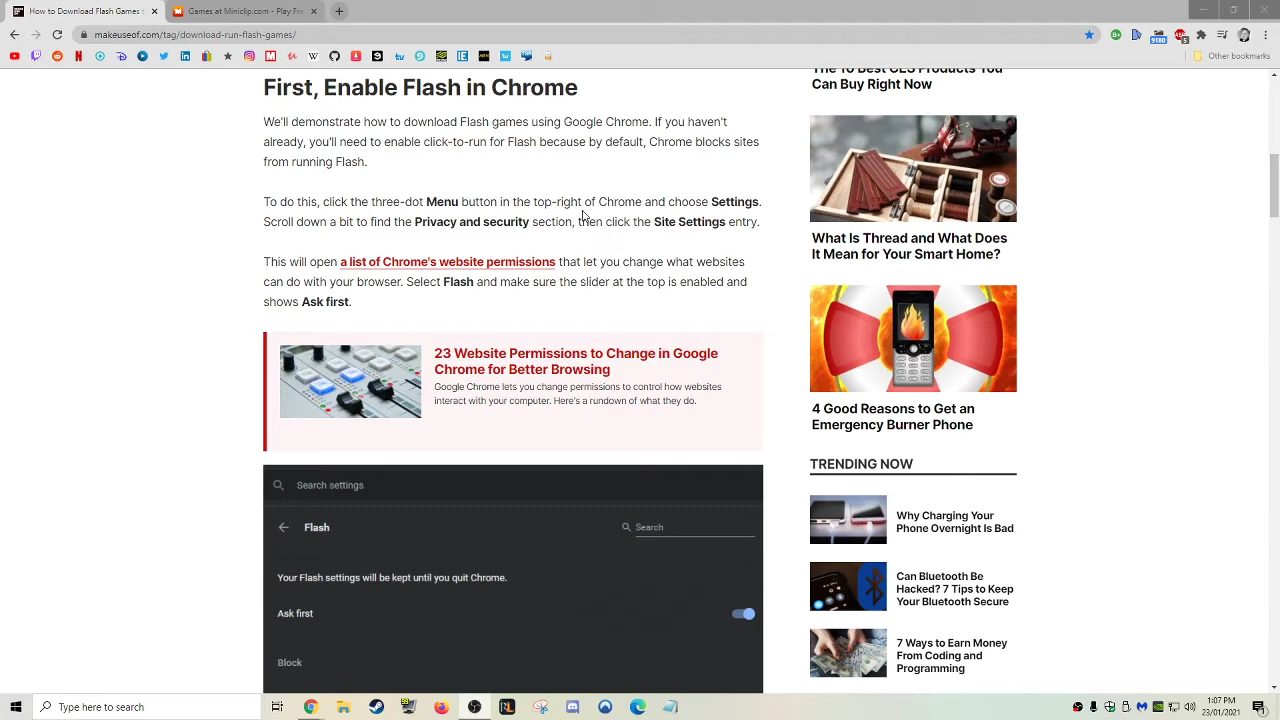 How to Download Flash Games
Games at Miniclip.com - Play Fre
makeuseof.com/tag/download-run-flash-games/
9180
Other bookmarks
First, Enable Flash in Chrome
We'll demonstrate how to download Flash games using Google Chrome. If you haven't
already, you'll need to enable click-to-run for Flash because by default, Chrome blocks sites
from running Flash.
To do this, click the three-dot Menu button in the top-right of Chrome and choose Settings.
Scroll down a bit to find the Privacy and security section, then click the Site Settings entry.
This will open a list of Chrome's website permissions that let you change what websites
can do with your browser. Select Flash and make sure the slider at the top is enabled and
shows Ask first.
23 Website Permissions to Change in Google
Chrome for Better Browsing
Google Chrome lets you change permissions to control how websites
interact with your computer. Here's a rundown of what they do.
Search settings
Flash
Search
Your Flash settings will be kept until you quit Chrome.
Ask first
Block
The 10 Best CES Products You
Can Buy Right Now
What Is Thread and What Does
It Mean for Your Smart Home?
4 Good Reasons to Get an
Emergency Burner Phone
TRENDING NOW
Why Charging Your
Phone Overnight Is Bad
Can Bluetooth Be
Hacked? 7 Tips to Keep
Your Bluetooth Secure
7 Ways to Earn Money
From Coding and
Programming
Type here to search
1:07 PM
23/01/2021